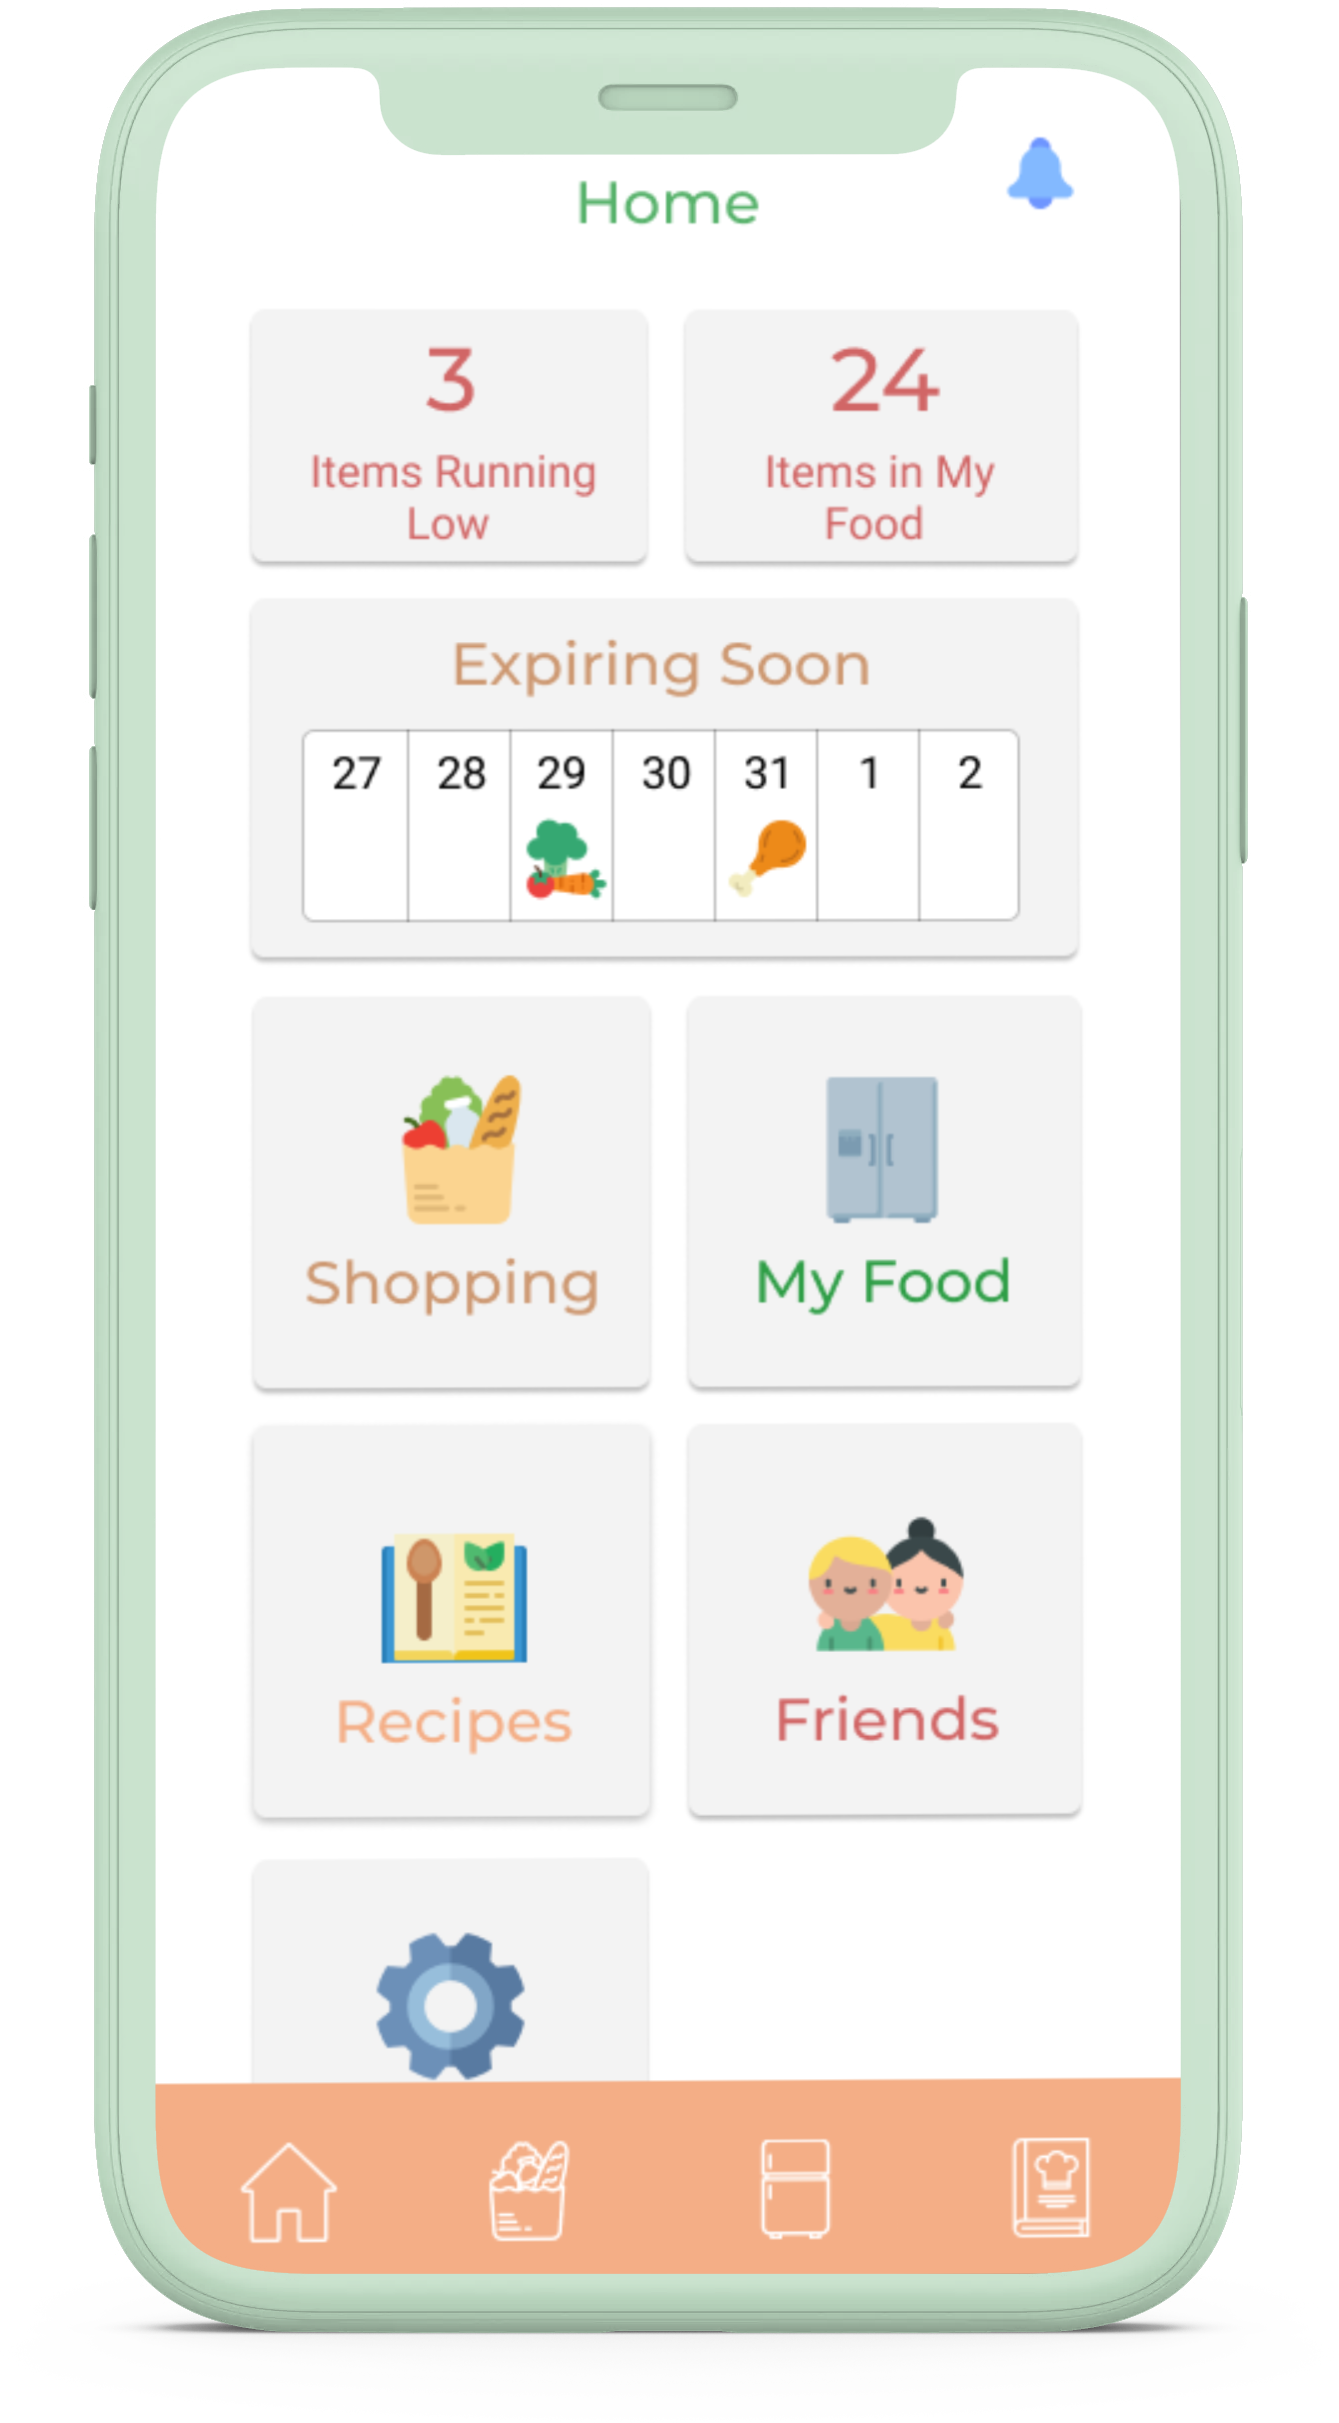 Home
3
Items Running
Low
24
Items in My
Food
Expiring Soon
27 28 29 30 31 1 2
Shopping
My Food
Recipes
Friends